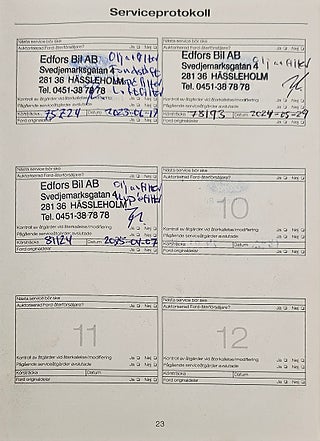 Serviceprotokoll
Nästa service bör ske
Auktoriserad Ford-återförsäljare? Ja Nej
Edfors Bil AB
Svedjemarksgatan 4
281 36 HÄSSLEHOLM
Tel. 0451-38 78 78
Oljefilter
Luftfilter
Kontroll av åtgärder vid återkallelse/modifiering Ja Nej
Pågående serviceåtgärder avslutade Ja Nej
Körsträcka 75224 Datum
Ford originaldelar Ja Nej
Nästa service bör ske
Auktoriserad Ford-återförsäljare? Ja Nej
Edfors Bil AB
Svedjemarksgatan 4
281 36 HÄSSLEHOLM
Tel. 0451-38 78 78
Oljefilter
Kontroll av åtgärder vid återkallelse/modifiering Ja Nej
Pågående serviceåtgärder avslutade Ja Nej
Körsträcka 78193 Datum 2024-05-29
Ford originaldelar Ja Nej
Nästa service bör ske
Auktoriserad Ford-återförsäljare? Ja Nej
Edfors Bil AB
Svedjemarksgatan 4
281 36 HÄSSLEHOLM
Tel. 0451-38 78 78
Oljefilter
Kontroll av åtgärder vid återkallelse/modifiering Ja Nej
Pågående serviceåtgärder avslutade Ja Nej
Körsträcka 81124 Datum 2025-04-07
Ford originaldelar Ja Nej
Nästa service bör ske
Auktoriserad Ford-återförsäljare? Ja Nej
10
Kontroll av åtgärder vid återkallelse/modifiering Ja Nej
Pågående serviceåtgärder avslutade Ja Nej
Körsträcka Datum
Ford originaldelar Ja Nej
Nästa service bör ske
Auktoriserad Ford-återförsäljare? Ja Nej
11
Kontroll av åtgärder vid återkallelse/modifiering Ja Nej
Pågående serviceåtgärder avslutade Ja Nej
Körsträcka Datum
Ford originaldelar Ja Nej
Nästa service bör ske
Auktoriserad Ford-återförsäljare? Ja Nej
12
Kontroll av åtgärder vid återkallelse/modifiering Ja Nej
Pågående serviceåtgärder avslutade Ja Nej
Körsträcka Datum
Ford originaldelar Ja Nej
23